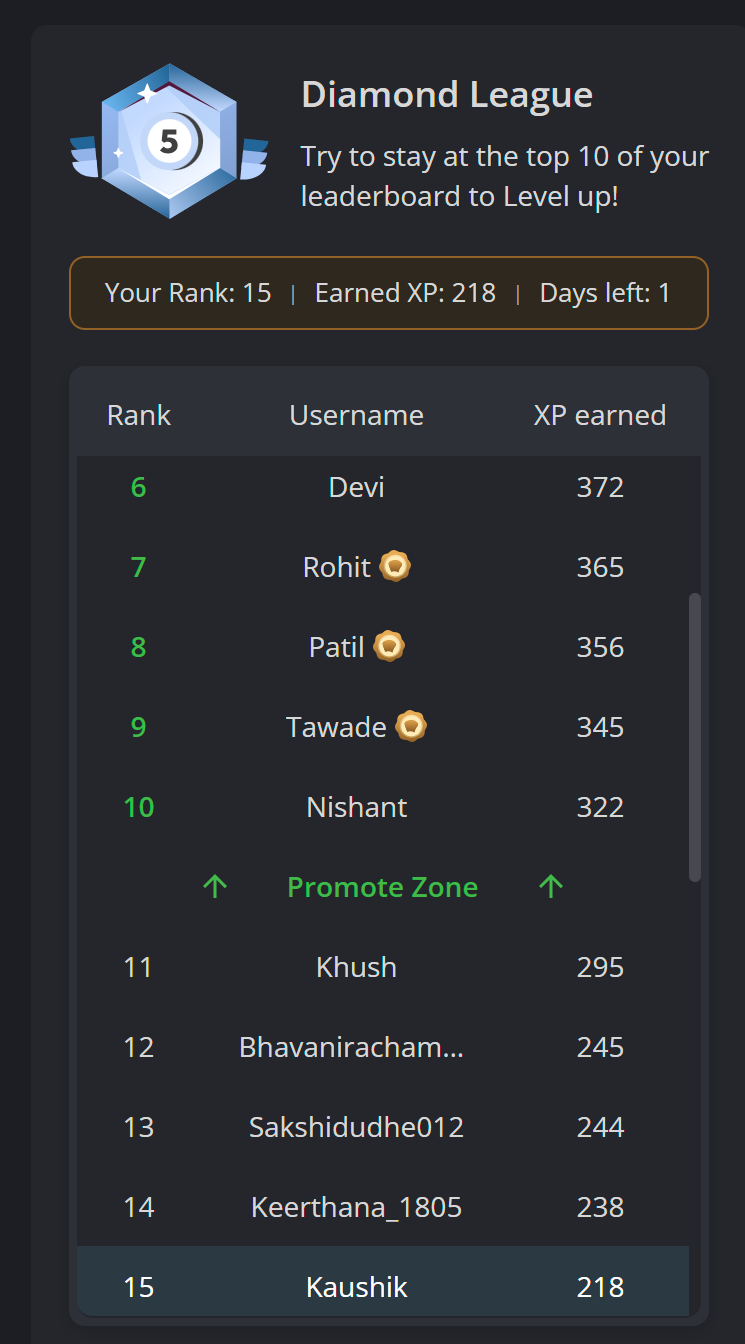 5
Diamond League
Try to stay at the top 10 of your
leaderboard to Level up!
Your Rank: 15 | Earned XP: 218 | Days left: 1
Rank Username XP earned
6 Devi 372
7 Rohit 365
8 Patil 356
9 Tawade 345
10 Nishant 322
↑ Promote Zone ↑
11 Khush 295
12 Bhavaniracham... 245
13 Sakshidudhe012 244
14 Keerthana_1805 238
15 Kaushik 218